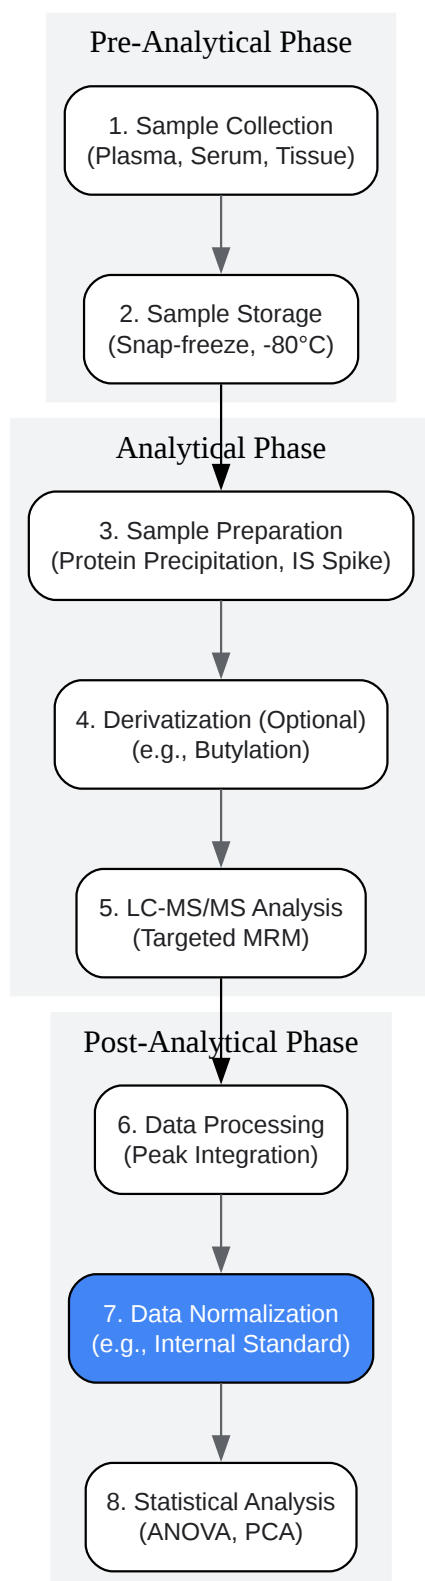 Pre-Analytical Phase
1. Sample Collection
(Plasma, Serum, Tissue)
2. Sample Storage
(Snap-freeze, -80°C)
Analytical Phase
3. Sample Preparation
(Protein Precipitation, IS Spike)
4. Derivatization (Optional)
(e.g., Butylation)
5. LC-MS/MS Analysis
(Targeted MRM)
Post-Analytical Phase
6. Data Processing
(Peak Integration)
7. Data Normalization
(e.g., Internal Standard)
8. Statistical Analysis
(ANOVA, PCA)